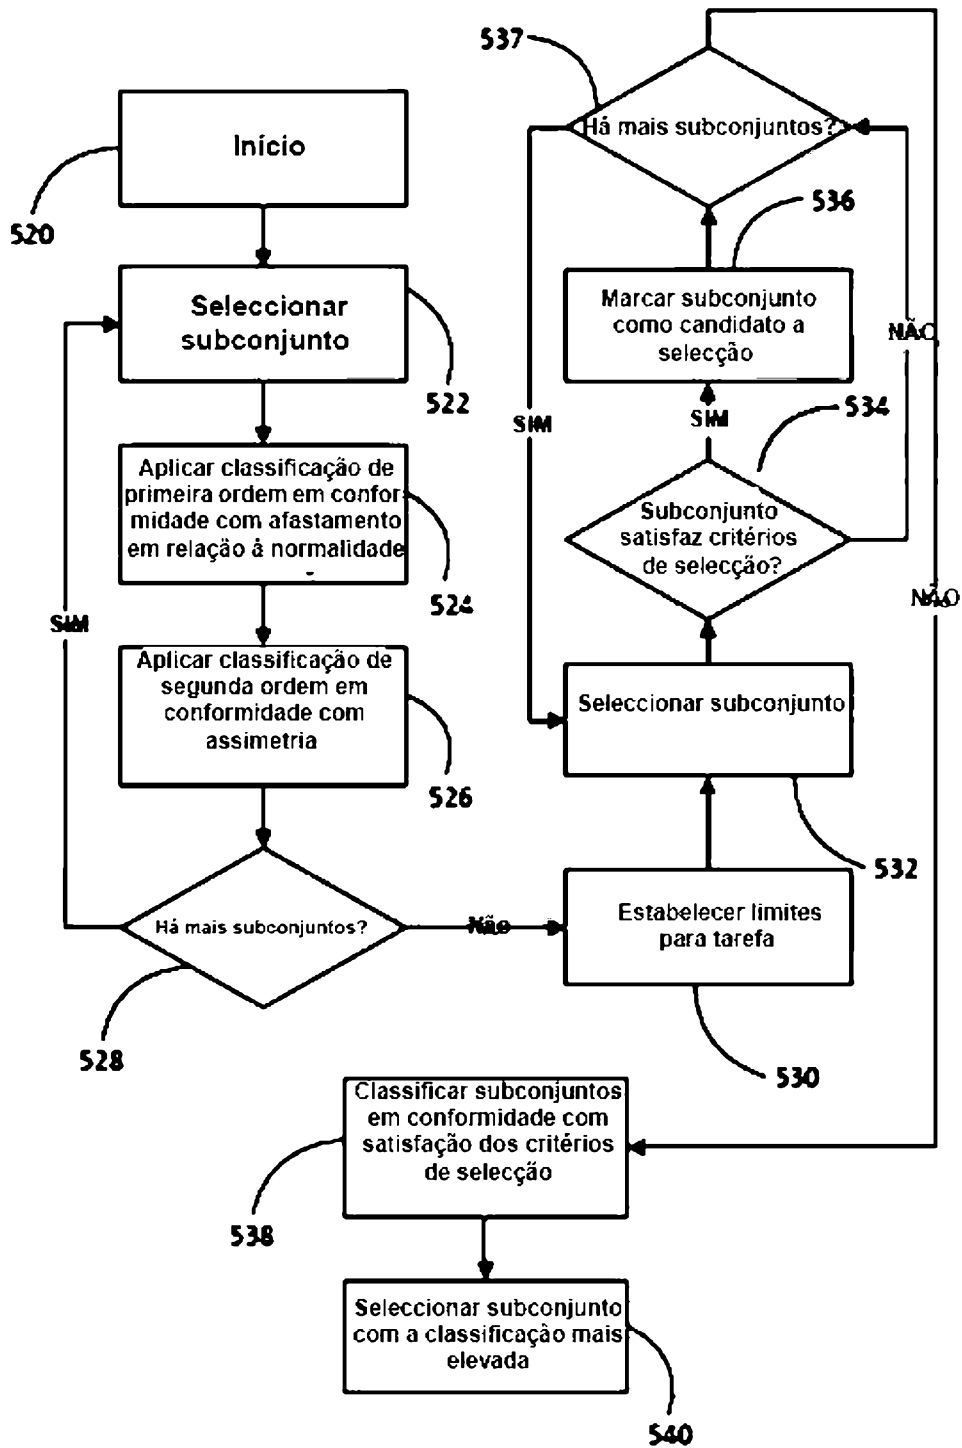 Início
520
Seleccionar
subconjunto
522
Aplicar classificação de
primeira ordem em confor-
midade com afastamento
em relação à normalidade
524
SIM
Aplicar classificação de
segunda ordem em
conformidade com
assimetria
526
Há mais subconjuntos?
528
Não
Estabelecer limites
para tarefa
530
Seleccionar subconjunto
532
Subconjunto
satisfaz critérios
de selecção?
534
SIM
NÃO
Marcar subconjunto
como candidato a
selecção
536
Há mais subconjuntos?
537
SIM
NÃO
Classificar subconjuntos
em conformidade com
satisfação dos critérios
de selecção
538
Seleccionar subconjunto
com a classificação mais
elevada
540